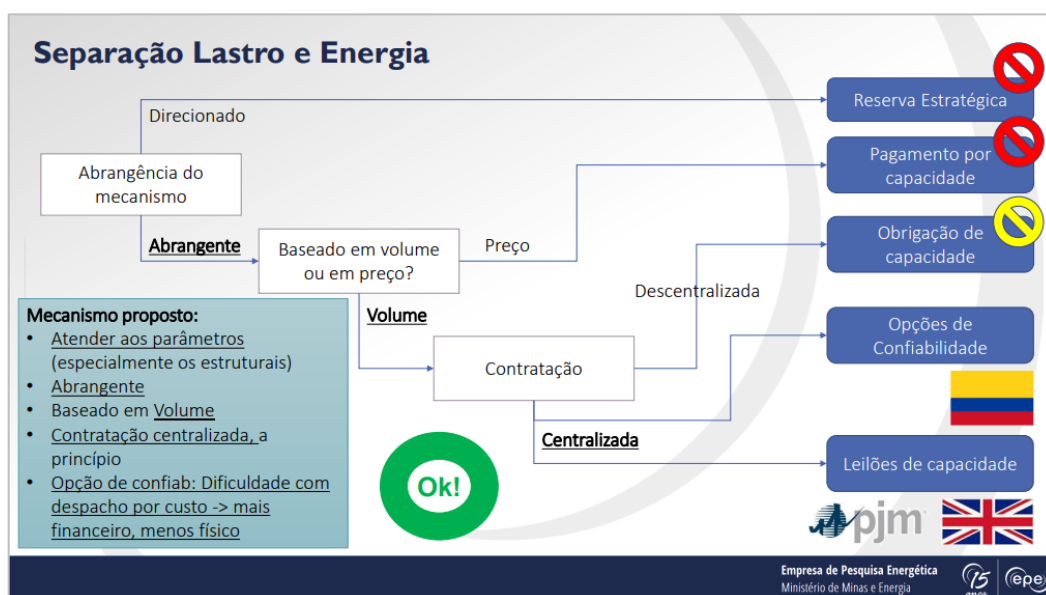 Separação Lastro e Energia
Direcionado
Reserva Estratégica
Abrangência do
mecanismo
Pagamento por
capacidade
Abrangente
Baseado em volume
ou em preço?
Preço
Obrigação de
capacidade
Descentralizada
Mecanismo proposto:
• Atender aos parâmetros
(especialmente os estruturais)
• Abrangente
• Baseado em Volume
• Contratação centralizada, a
princípio
• Opção de confiab: Dificuldade com
despacho por custo -> mais
financeiro, menos físico
Volume
Contratação
Opções de
Confiabilidade
Centralizada
Ok!
Leilões de capacidade
pjm
Empresa de Pesquisa Energética
Ministério de Minas e Energia
15
anos
epe